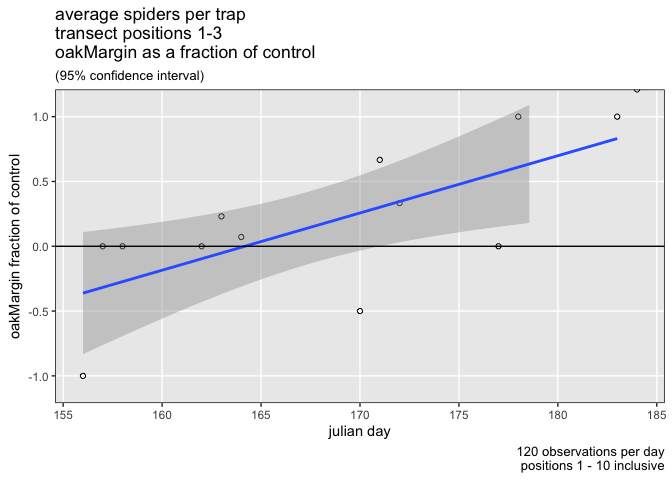 average spiders per trap
transect positions 1-3
oakMargin as a fraction of control
(95% confidence interval)
oakMargin fraction of control
1.0
0.5
0.0
-0.5
-1.0
155 160 165 170 175 180 185
julian day
120 observations per day
positions 1 - 10 inclusive